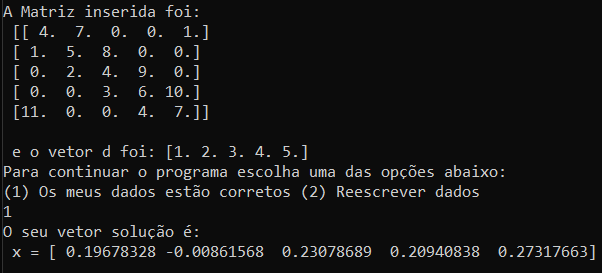 A Matriz inserida foi:
[[ 4. 7. 0. 0. 1.]
[ 1. 5. 8. 0. 0.]
[ 0. 2. 4. 9. 0.]
[ 0. 0. 3. 6. 10.]
[11. 0. 0. 4. 7.]]
e o vetor d foi: [1. 2. 3. 4. 5.]
Para continuar o programa escolha uma das opções abaixo:
(1) Os meus dados estão corretos (2) Reescrever dados
1
O seu vetor solução é:
x = [ 0.19678328 -0.00861568 0.23078689 0.20940838 0.27317663]